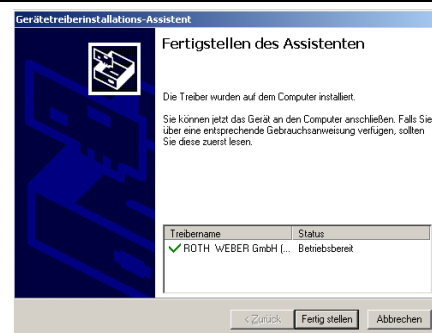 Gerätetreiberinstallations-Assistent
Fertigstellen des Assistenten
Die Treiber wurden auf dem Computer installiert.
Sie können jetzt das Gerät an den Computer anschließen. Falls Sie
über eine entsprechende Gebrauchsanweisung verfügen, sollten
Sie diese zuerst lesen.
Treibername Status
ROTH WEBER GmbH (... Betriebsbereit
< Zurück Fertig stellen Abbrechen